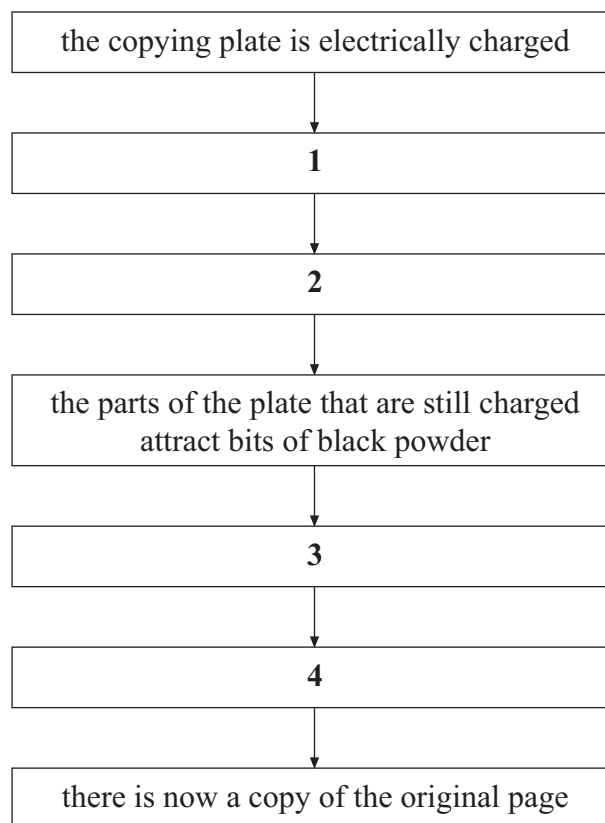 the copying plate is electrically charged
1
2
the parts of the plate that are still charged
attract bits of black powder
3
4
there is now a copy of the original page